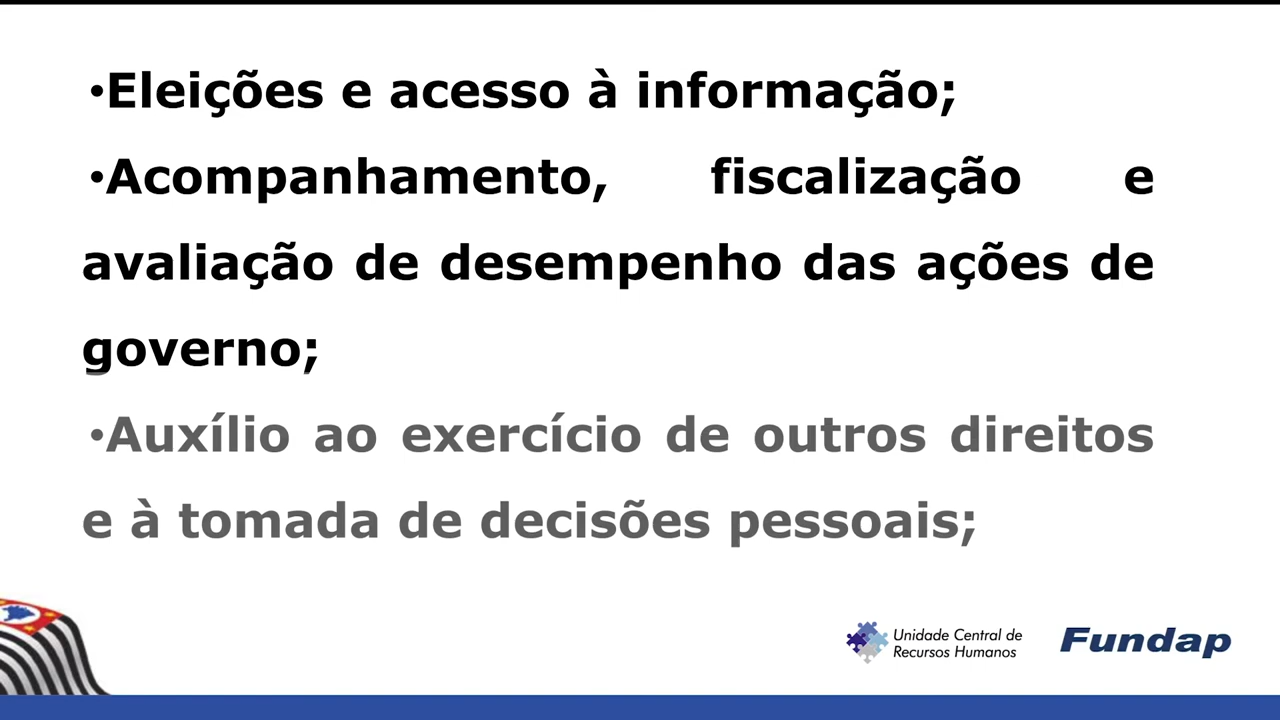 •Eleições e acesso à informação;
•Acompanhamento, fiscalização e
avaliação de desempenho das ações de
governo;
•Auxílio ao exercício de outros direitos
e à tomada de decisões pessoais;
Unidade Central de
Recursos Humanos
Fundap